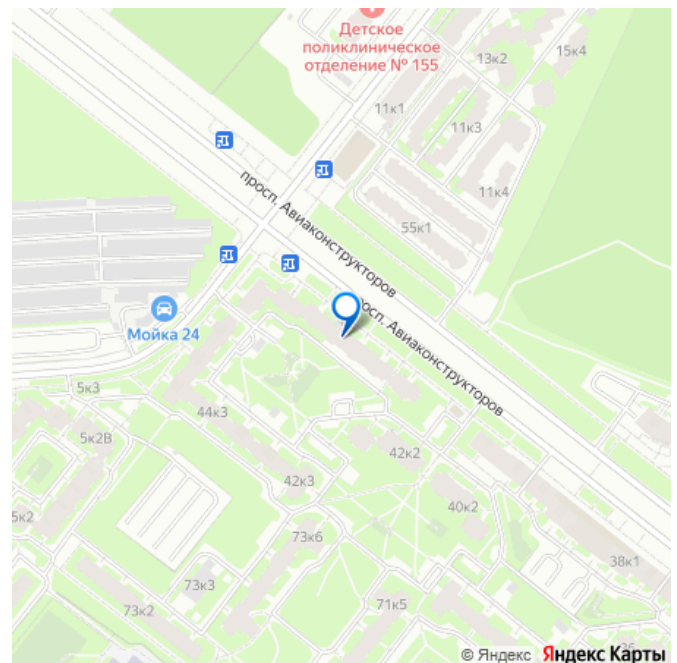 Детское
поликлиническое
отделение № 155
13к2
15к4
11к1
11к3
11к4
просп. Авиаконструкторов
55к1
Мойка 24
просп. Авиаконструкторов
5к3
44к3
5к2В
42к2
42к3
5к2
40к2
73к6
38к1
73к3
73к2
71к5
© Яндекс Яндекс Карты